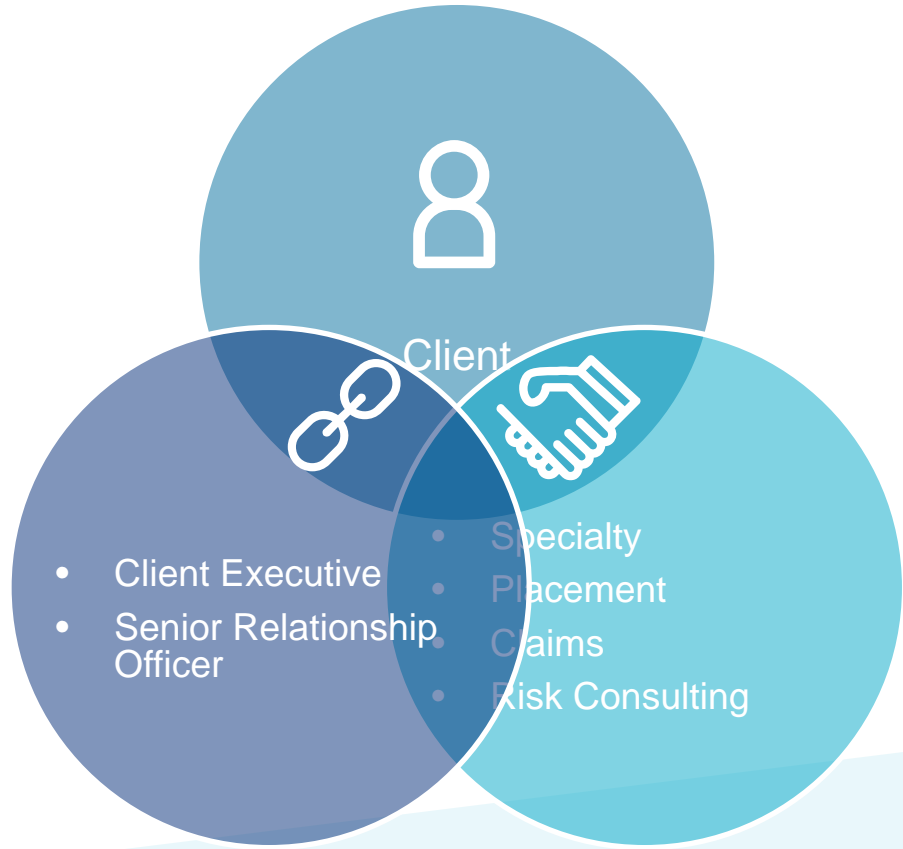 Client
• Client Executive
• Senior Relationship
Officer
• Specialty
• Placement
• Claims
• Risk Consulting